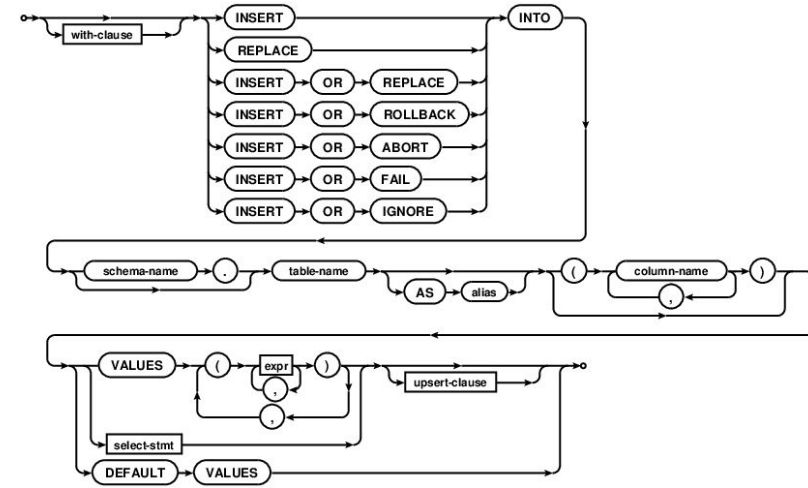 INSERT INTO
with-clause
REPLACE
INSERT OR REPLACE
INSERT OR ROLLBACK
INSERT OR ABORT
INSERT OR FAIL
INSERT OR IGNORE
schema-name . table-name ( column-name )
AS alias ,
VALUES ( expr )
, upsert-clause
,
select-stmt
DEFAULT VALUES